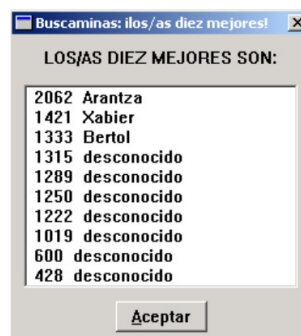 Buscaminas: ¡los/as diez mejores!
LOS/AS DIEZ MEJORES SON:
2062 Arantza
1421 Xabier
1333 Bertol
1315 desconocido
1289 desconocido
1250 desconocido
1222 desconocido
1019 desconocido
600 desconocido
428 desconocido
Aceptar